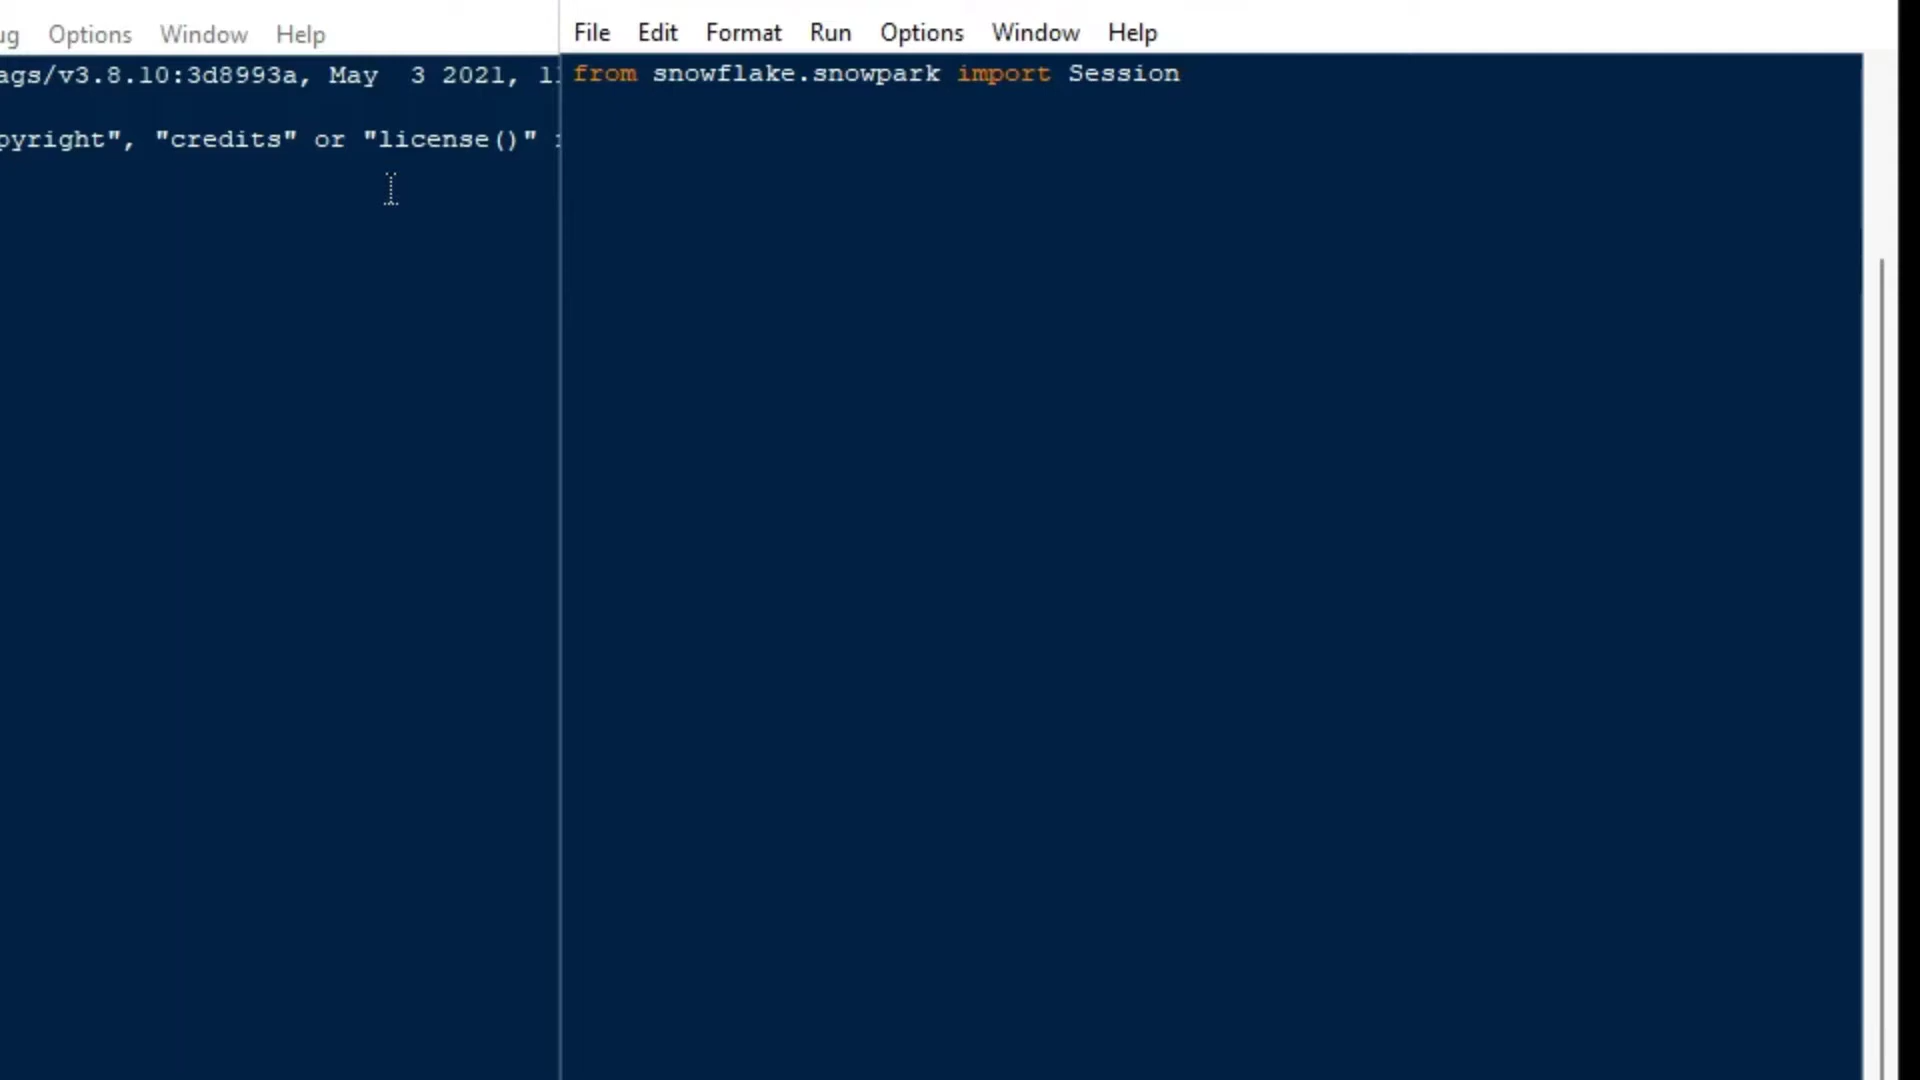 Options Window Help
ags/v3.8.10:3d8993a, May 3 2021, 11
pyright", "credits" or "license()"
File Edit Format Run Options Window Help
from snowflake.snowpark import Session